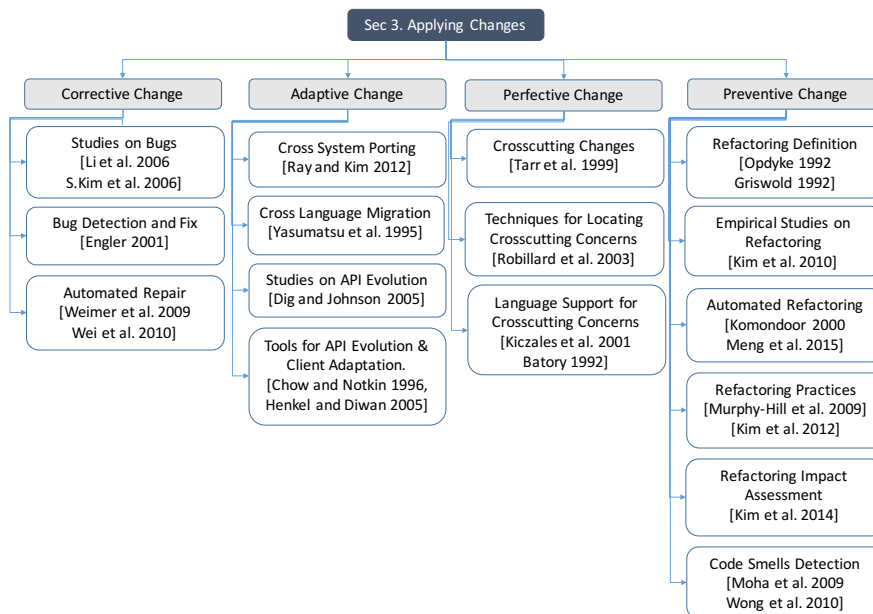 Sec 3. Applying Changes
Corrective Change
Studies on Bugs
[Li et al. 2006
S.Kim et al. 2006]
Bug Detection and Fix
[Engler 2001]
Automated Repair
[Weimer 2009
Wei et al. 2010]
Adaptive Change
Cross System Porting
[Ray and Kim 2012]
Cross Language Migration
[Yasumatsu et al. 1995]
Studies on API Evolution
[Dig and Johnson 2005]
Tools for API Evolution &
Client Adaptation.
[Chow and Notkin 1996,
Henkel and Diwan 2005]
Perfective Change
Crosscutting Changes
[Tarr et al. 1999]
Techniques for Locating
Crosscutting Concerns
[Robillard et al. 2003]
Language Support for
Crosscutting Concerns
[Kiczales et al. 2001
Batory 1992]
Preventive Change
Refactoring Definition
[Opdyke 1992
Griswold 1992]
Empirical Studies on
Refactoring
[Kim et al. 2010]
Automated Refactoring
[Komondoor 2000
Meng et al. 2015]
Refactoring Practices
[Murphy-Hill et al. 2009]
[Kim et al. 2012]
Refactoring Impact
Assessment
[Kim et al. 2014]
Code Smells Detection
[Moha et al. 2009
Wong et al. 2010]